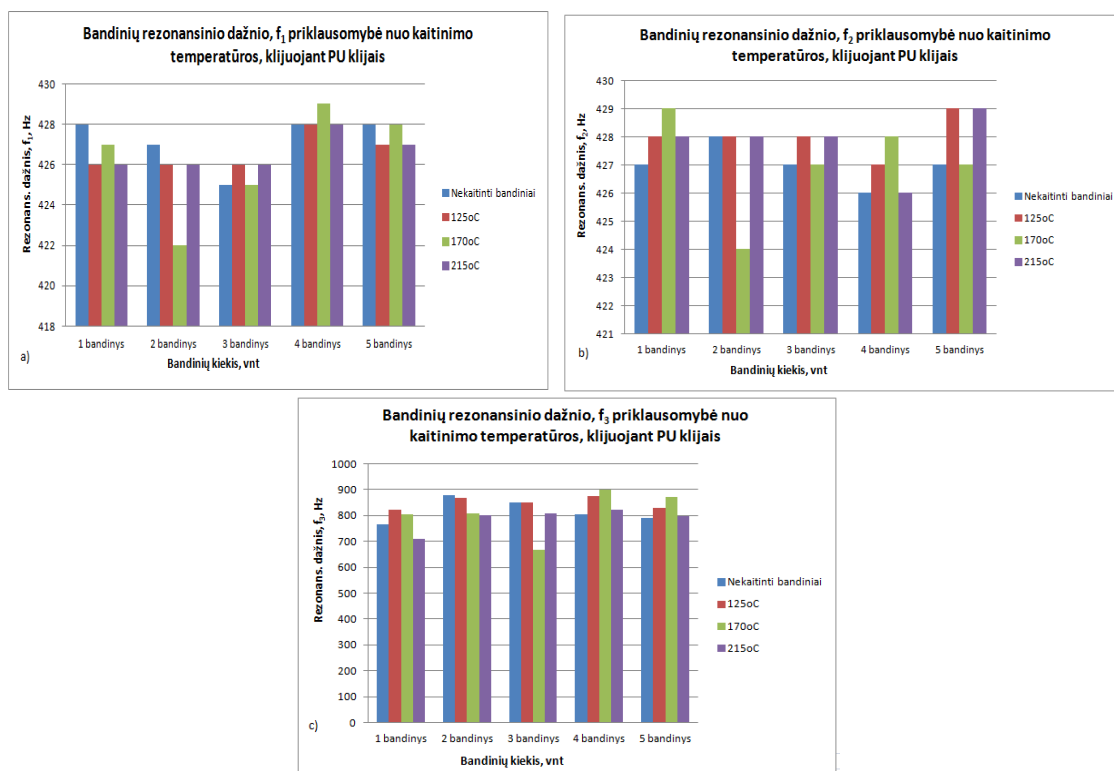 Bandinių rezonansinio dažnio, f₁ priklausomybė nuo kaitinimo
temperatūros, klijuojant PU klijais
Rezonans. dažnis, f₁, Hz
430
428
426
424
422
420
418
1 bandinys 2 bandinys 3 bandinys 4 bandinys 5 bandinys
Bandinių kiekis, vnt
Nekaitinti bandiniai
125oC
170oC
215oC
a)
Bandinių rezonansinio dažnio, f₂ priklausomybė nuo kaitinimo
temperatūros, klijuojant PU klijais
Rezonans. dažnis, f₂, Hz
430
429
428
427
426
425
424
423
422
421
1 bandinys 2 bandinys 3 bandinys 4 bandinys 5 bandinys
Bandinių kiekis, vnt
Nekaitinti bandiniai
125oC
170oC
215oC
b)
Bandinių rezonansinio dažnio, f₃ priklausomybė nuo
kaitinimo temperatūros, klijuojant PU klijais
Rezonans. dažnis, f₃, Hz
1000
900
800
700
600
500
400
300
200
100
0
1 bandinys 2 bandinys 3 bandinys 4 bandinys 5 bandinys
Bandinių kiekis, vnt
Nekaitinti bandiniai
125oC
170oC
215oC
c)